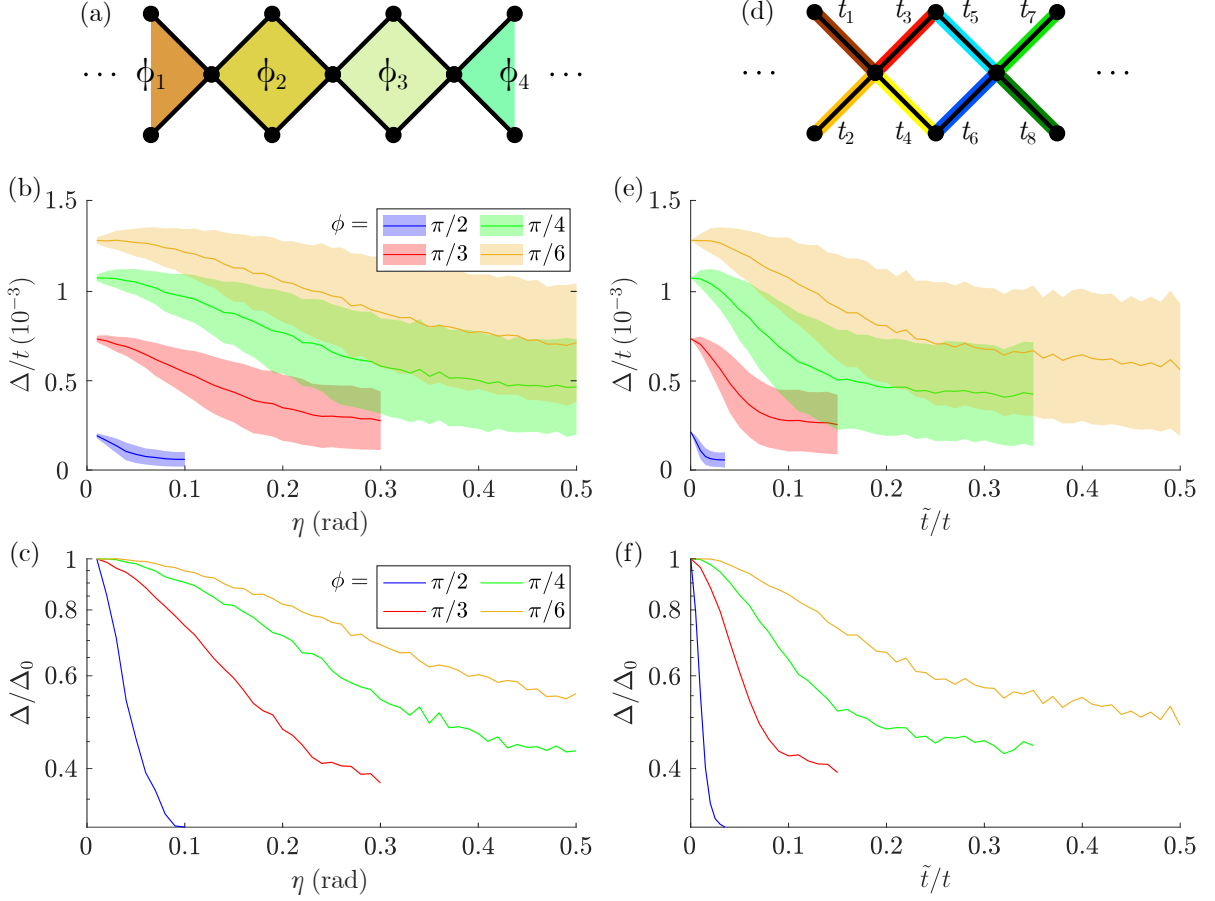 (a)
⋯ ϕ₁ ϕ₂ ϕ₃ ϕ₄ ⋯
(d)
t₁ t₃ t₅ t₇
⋯ ⋯
t₂ t₄ t₆ t₈
(b)
1.5
1
0.5
0
Δ/t (10⁻³)
ϕ =
π/2 π/4
π/3 π/6
0 0.1 0.2 0.3 0.4 0.5
η (rad)
(e)
1.5
1
0.5
0
Δ/t (10⁻³)
0 0.1 0.2 0.3 0.4 0.5
t̃/t
(c)
1
0.8
0.6
0.4
Δ/Δ₀
ϕ =
π/2 π/4
π/3 π/6
0 0.1 0.2 0.3 0.4 0.5
η (rad)
(f)
1
0.8
0.6
0.4
Δ/Δ₀
0 0.1 0.2 0.3 0.4 0.5
t̃/t